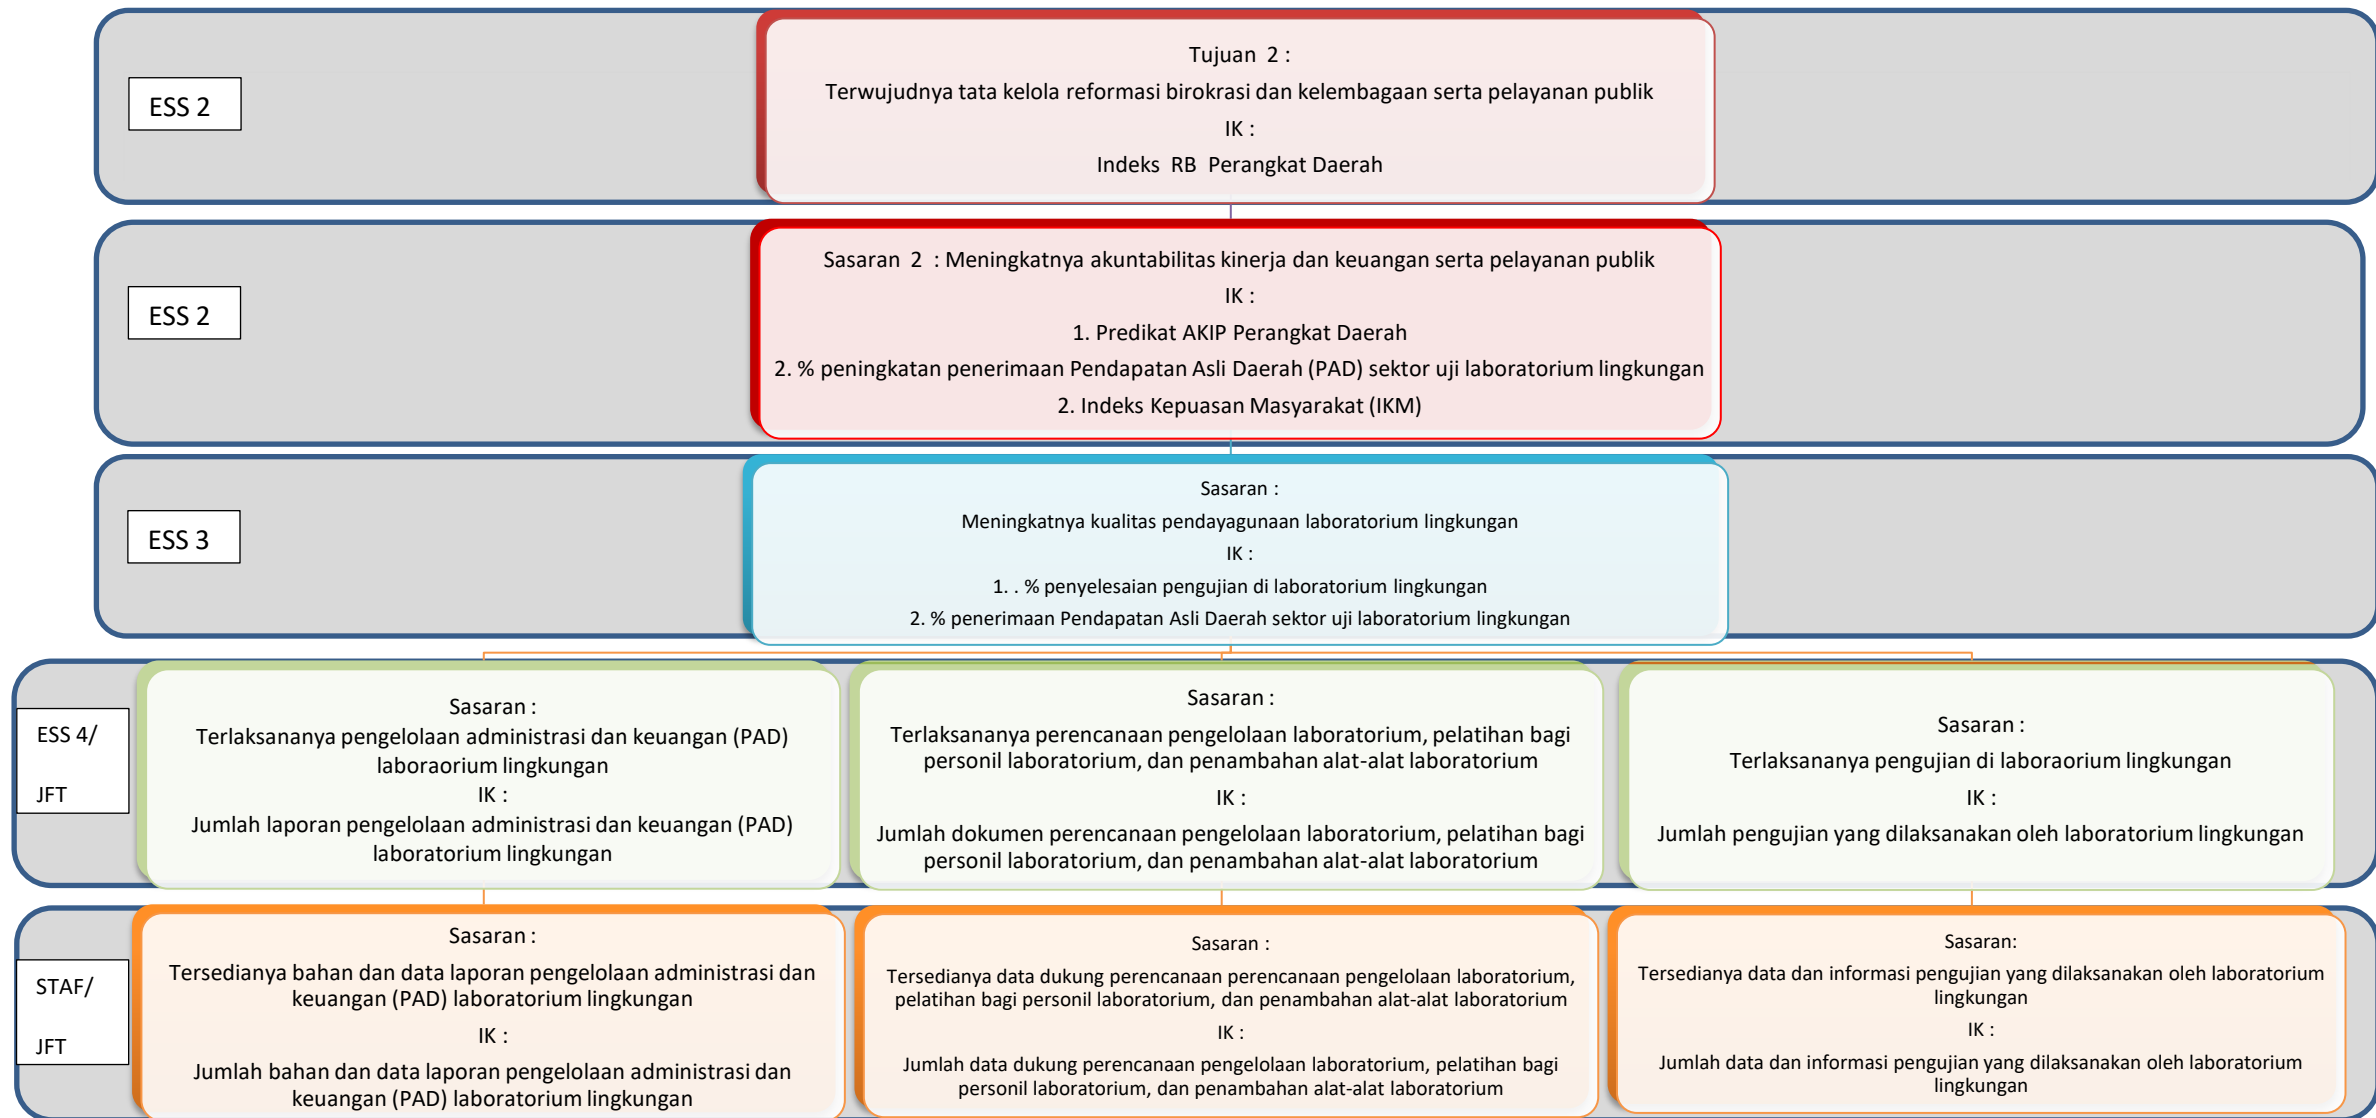 ESS 2
Tujuan 2 :
Terwujudnya tata kelola reformasi birokrasi dan kelembagaan serta pelayanan publik
IK :
Indeks RB Perangkat Daerah
ESS 2
Sasaran 2 : Meningkatnya akuntabilitas kinerja dan keuangan serta pelayanan publik
IK :
1. Predikat AKIP Perangkat Daerah
2. % peningkatan penerimaan Pendapatan Asli Daerah (PAD) sektor uji laboratorium lingkungan
2. Indeks Kepuasan Masyarakat (IKM)
ESS 3
Sasaran :
Meningkatnya kualitas pendayagunaan laboratorium lingkungan
IK :
1. . % penyelesaian pengujian di laboratorium lingkungan
2. % penerimaan Pendapatan Asli Daerah sektor uji laboratorium lingkungan
ESS 4/
JFT
Sasaran :
Terlaksananya pengelolaan administrasi dan keuangan (PAD)
laboraorium lingkungan
IK :
Jumlah laporan pengelolaan administrasi dan keuangan (PAD)
laboratorium lingkungan
Sasaran :
Terlaksananya perencanaan pengelolaan laboratorium, pelatihan bagi
personil laboratorium, dan penambahan alat-alat laboratorium
IK :
Jumlah dokumen perencanaan pengelolaan laboratorium, pelatihan bagi
personil laboratorium, dan penambahan alat-alat laboratorium
Sasaran :
Terlaksananya pengujian di laboraorium lingkungan
IK :
Jumlah pengujian yang dilaksanakan oleh laboratorium lingkungan
STAF/
JFT
Sasaran :
Tersedianya bahan dan data laporan pengelolaan administrasi dan
keuangan (PAD) laboratorium lingkungan
IK :
Jumlah bahan dan data laporan pengelolaan administrasi dan
keuangan (PAD) laboratorium lingkungan
Sasaran :
Tersedianya data dukung perencanaan perencanaan pengelolaan laboratorium,
pelatihan bagi personil laboratorium, dan penambahan alat-alat laboratorium
IK :
Jumlah data dukung perencanaan pengelolaan laboratorium, pelatihan bagi
personil laboratorium, dan penambahan alat-alat laboratorium
Sasaran:
Tersedianya data dan informasi pengujian yang dilaksanakan oleh laboratorium
lingkungan
IK :
Jumlah data dan informasi pengujian yang dilaksanakan oleh laboratorium
lingkungan